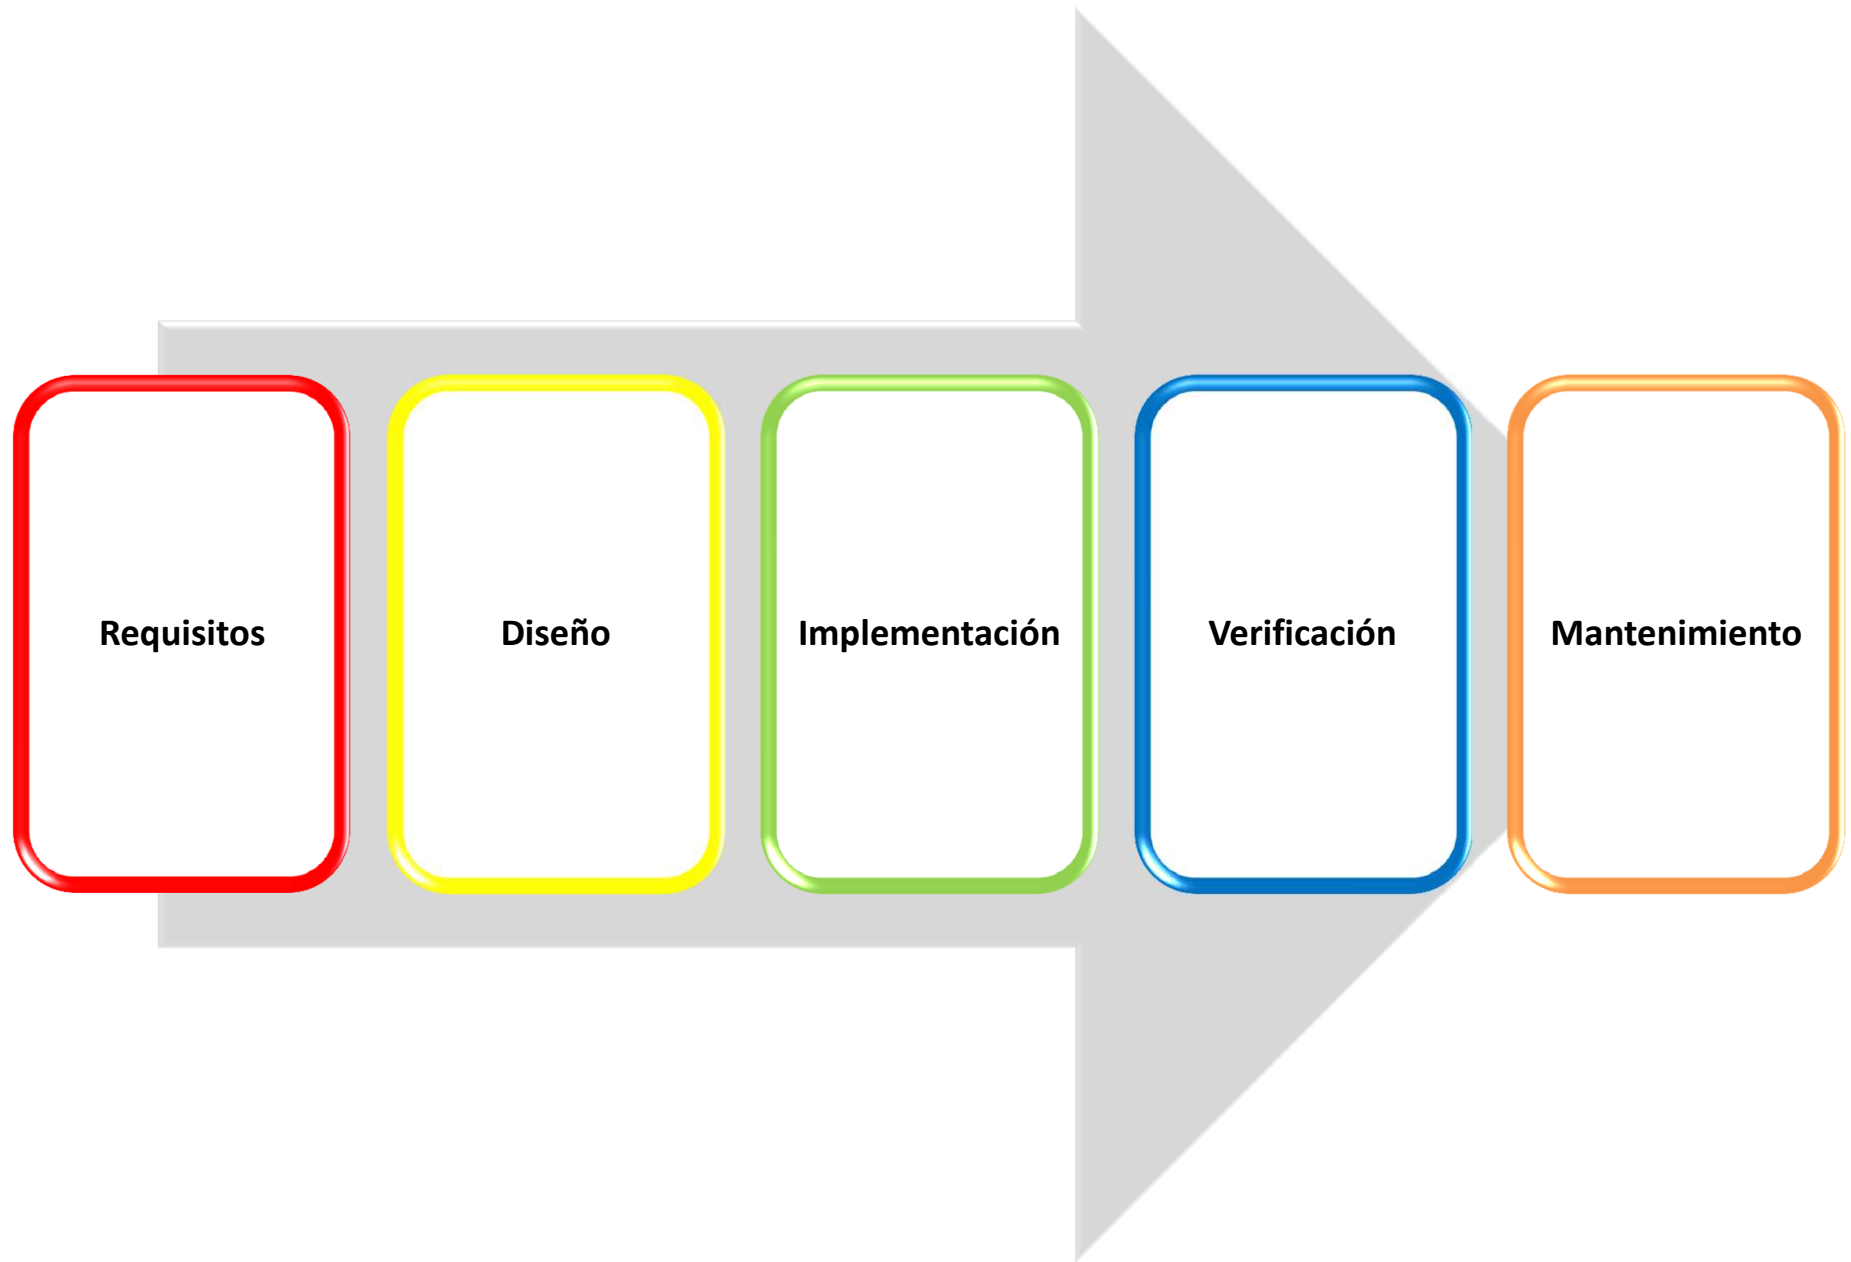 Requisitos
Diseño
Implementación
Verificación
Mantenimiento